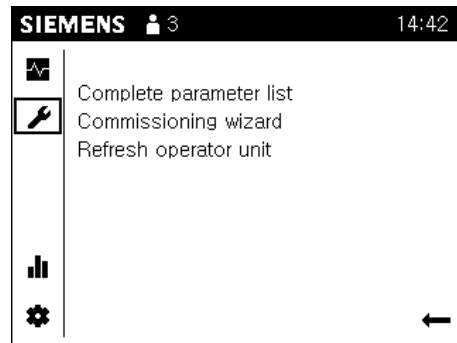 SIEMENS 3 14:42
Complete parameter list
Commissioning wizard
Refresh operator unit